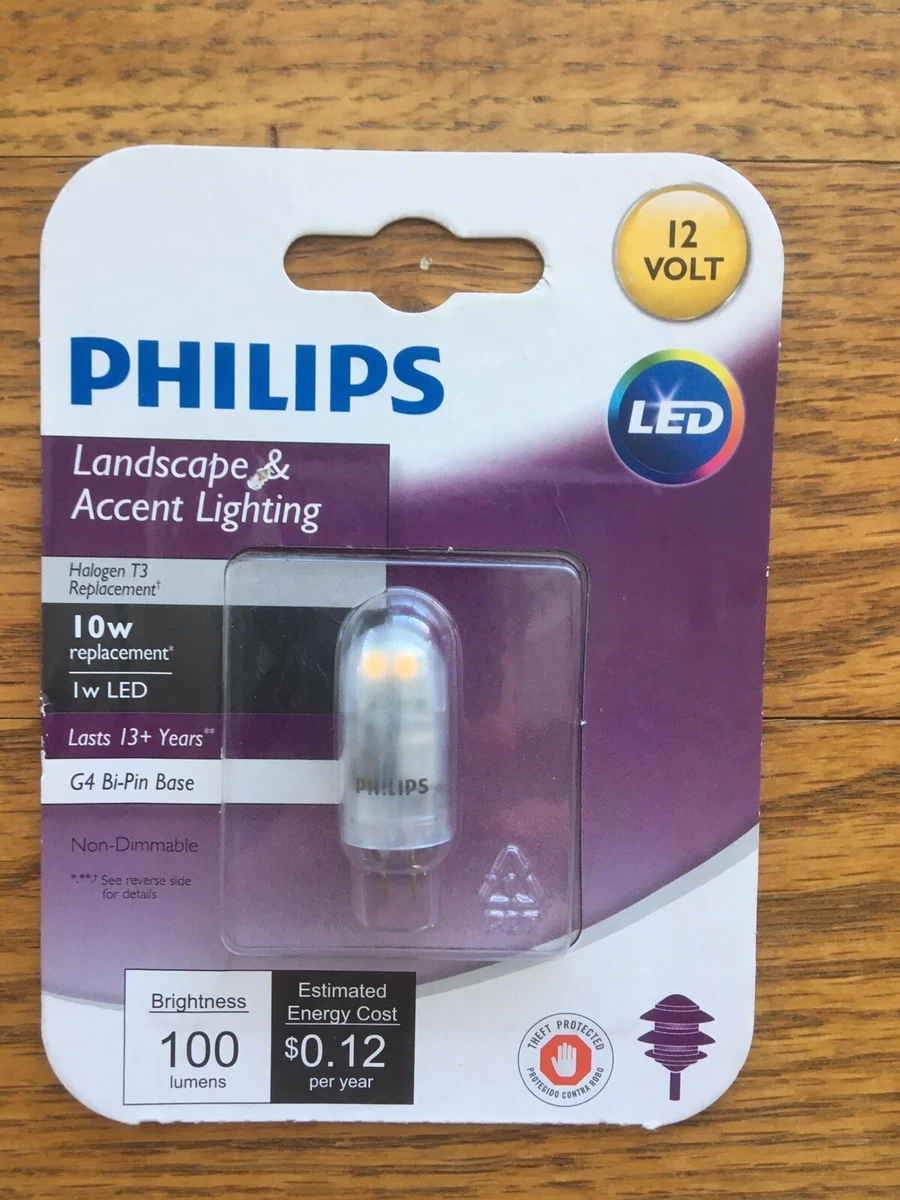 12
VOLT
PHILIPS
LED
Landscape &
Accent Lighting
Halogen T3
Replacement†
10w
replacement*
1w LED
Lasts 13+ Years**
G4 Bi-Pin Base
PHILIPS
Non-Dimmable
*,**,† See reverse side
for details
PET
Brightness
100
lumens
Estimated
Energy Cost
$0.12
per year
THEFT PROTECTED
PROTEGIDO CONTRA ROBO